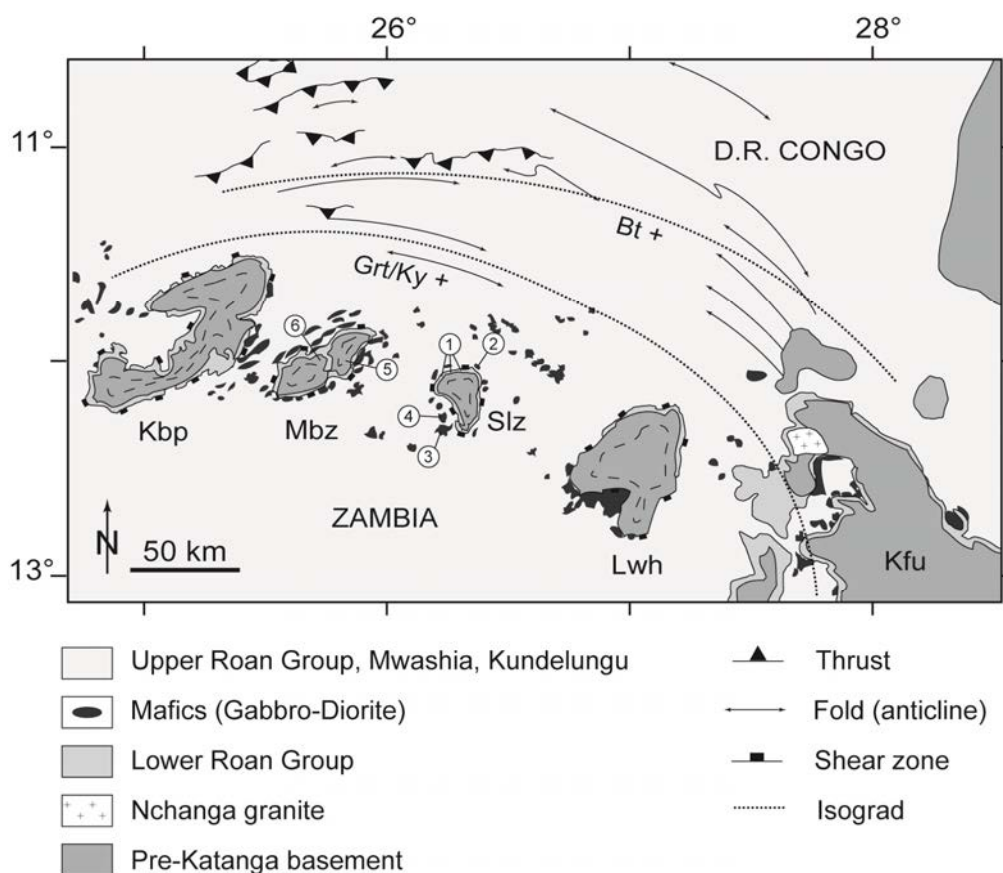 26° 28°
11°
D.R. CONGO
Bt +
Grt/Ky +
6
1 2
5
4
Kbp Mbz Slz
3
ZAMBIA
N
50 km
Lwh Kfu
13°
Upper Roan Group, Mwashia, Kundelungu
Mafics (Gabbro-Diorite)
Lower Roan Group
Nchanga granite
Pre-Katanga basement
Thrust
Fold (anticline)
Shear zone
Isograd